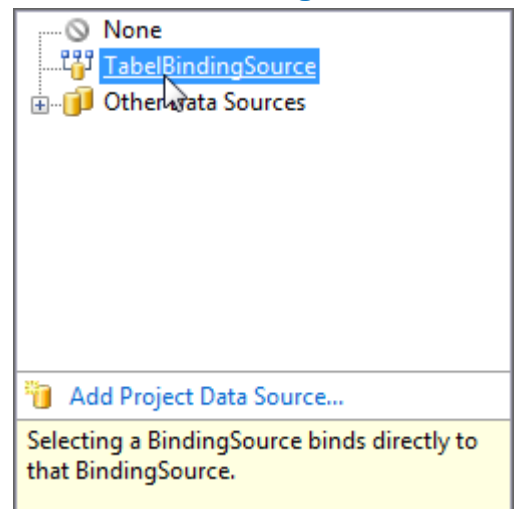 None
TabelBindingSource
Other Data Sources
Add Project Data Source...
Selecting a BindingSource binds directly to
that BindingSource.